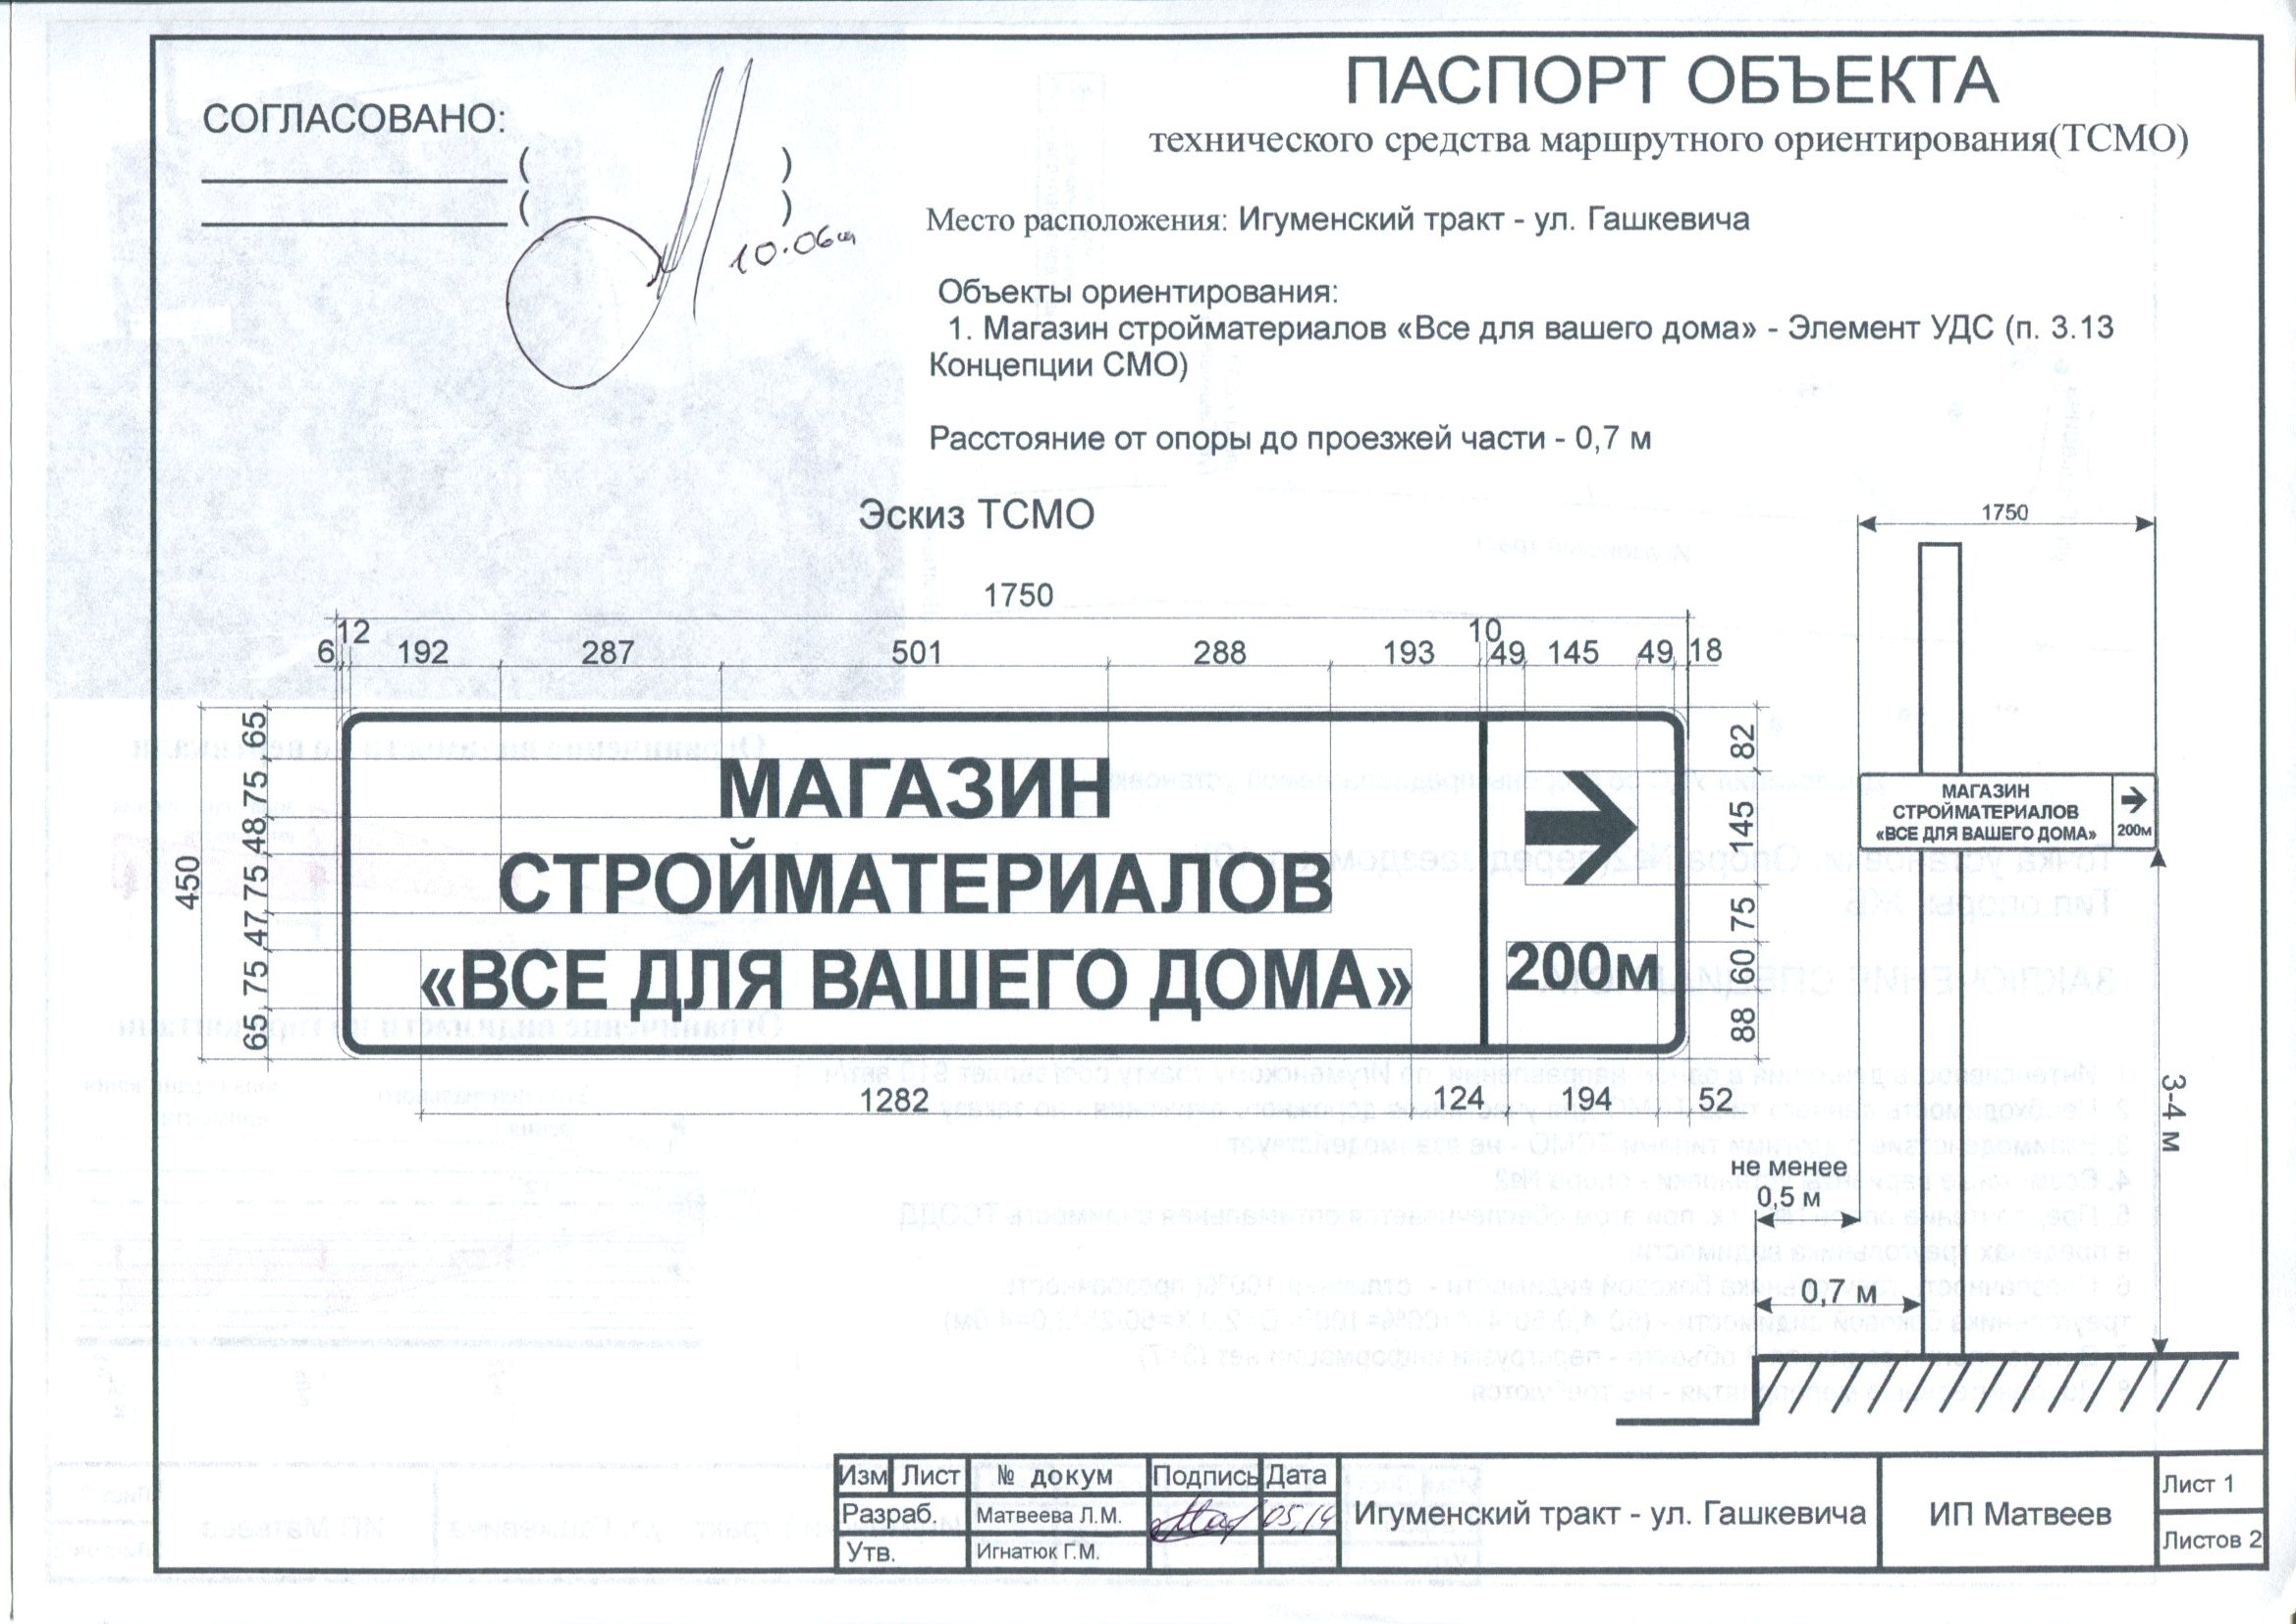 ПАСПОРТ ОБЪЕКТА
технического средства маршрутного ориентирования(ТСМО)
СОГЛАСОВАНО:
( )
( )
10.06
Место расположения: Игуменский тракт - ул. Гашкевича
Объекты ориентирования:
1. Магазин стройматериалов «Все для вашего дома» - Элемент УДС (п. 3.13
Концепции СМО)
Расстояние от опоры до проезжей части - 0,7 м
Эскиз ТСМО
1750
6 12 192 287 501 288 193 10 49 145 49 18
450
65 75 48 75 47 75 65
МАГАЗИН
СТРОЙМАТЕРИАЛОВ
«ВСЕ ДЛЯ ВАШЕГО ДОМА»
200м
82 145 75 60 88
1282 124 194 52
1750
МАГАЗИН
СТРОЙМАТЕРИАЛОВ
«ВСЕ ДЛЯ ВАШЕГО ДОМА»
200м
3-4 м
не менее
0,5 м
0,7 м
Изм Лист № докум Подпись Дата
Разраб. Матвеева Л.М. 05.14
Утв. Игнатюк Г.М.
Игуменский тракт - ул. Гашкевича
ИП Матвеев
Лист 1
Листов 2